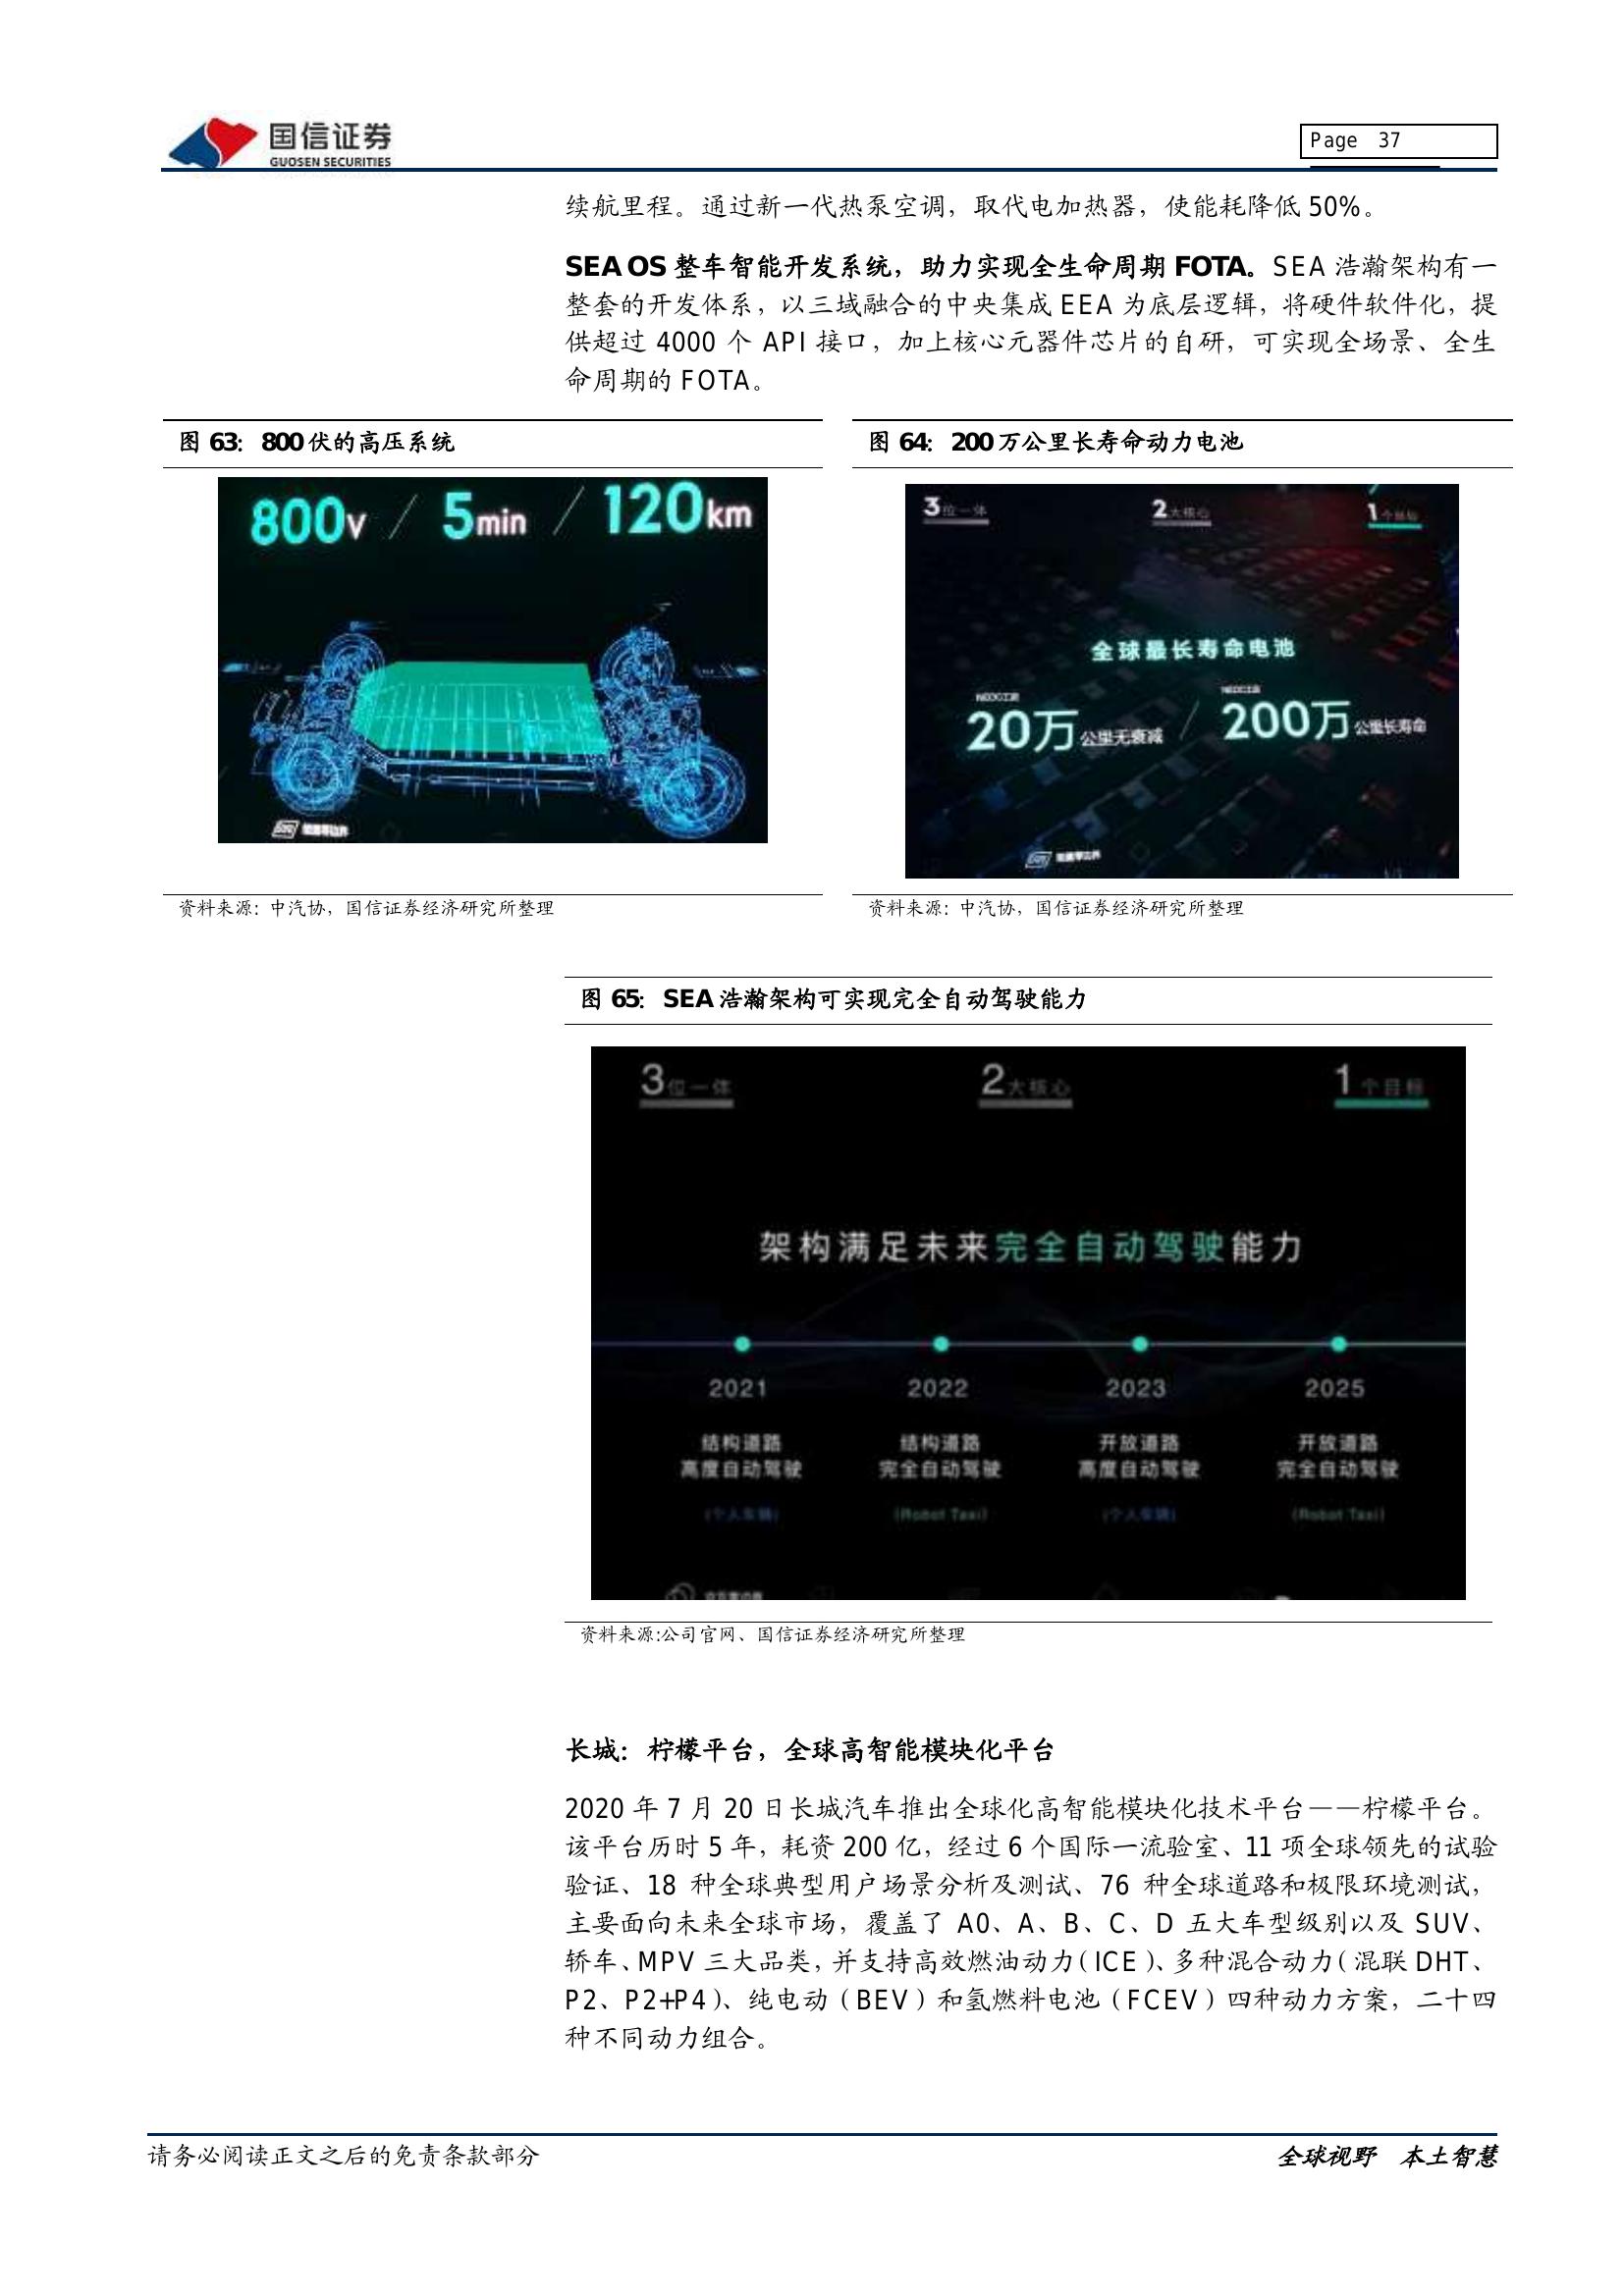 国信证券
GUOSEN SECURITIES
Page 37
续航里程。通过新一代热泵空调，取代电加热器，使能耗降低 50%。
SEA OS 整车智能开发系统，助力实现全生命周期 FOTA。SEA 浩瀚架构有一
整套的开发体系，以三域融合的中央集成 EEA 为底层逻辑，将硬件软件化，提
供超过 4000 个 API 接口，加上核心元器件芯片的自研，可实现全场景、全生
命周期的 FOTA。
图 63：800 伏的高压系统
800v / 5min / 120km
资料来源：中汽协，国信证券经济研究所整理
图 64：200 万公里长寿命动力电池
3位一体 2大核心 1个目标
全球最长寿命电池
NEDC工况 NEDC工况
20万公里无衰减 / 200万公里长寿命
资料来源：中汽协，国信证券经济研究所整理
图 65：SEA 浩瀚架构可实现完全自动驾驶能力
3位一体 2大核心 1个目标
架构满足未来完全自动驾驶能力
2021 2022 2023 2025
结构道路 结构道路 开放道路 开放道路
高度自动驾驶 完全自动驾驶 高度自动驾驶 完全自动驾驶
(个人车辆) (Robot Taxi) (个人车辆) (Robot Taxi)
资料来源:公司官网、国信证券经济研究所整理
长城：柠檬平台，全球高智能模块化平台
2020 年 7 月 20 日长城汽车推出全球化高智能模块化技术平台——柠檬平台。
该平台历时 5 年，耗资 200 亿，经过 6 个国际一流验室、11 项全球领先的试验
验证、18 种全球典型用户场景分析及测试、76 种全球道路和极限环境测试，
主要面向未来全球市场，覆盖了 A0、A、B、C、D 五大车型级别以及 SUV、
轿车、MPV 三大品类，并支持高效燃油动力（ICE）、多种混合动力（混联 DHT、
P2、P2+P4）、纯电动（BEV）和氢燃料电池（FCEV）四种动力方案，二十四
种不同动力组合。
请务必阅读正文之后的免责条款部分
全球视野 本土智慧